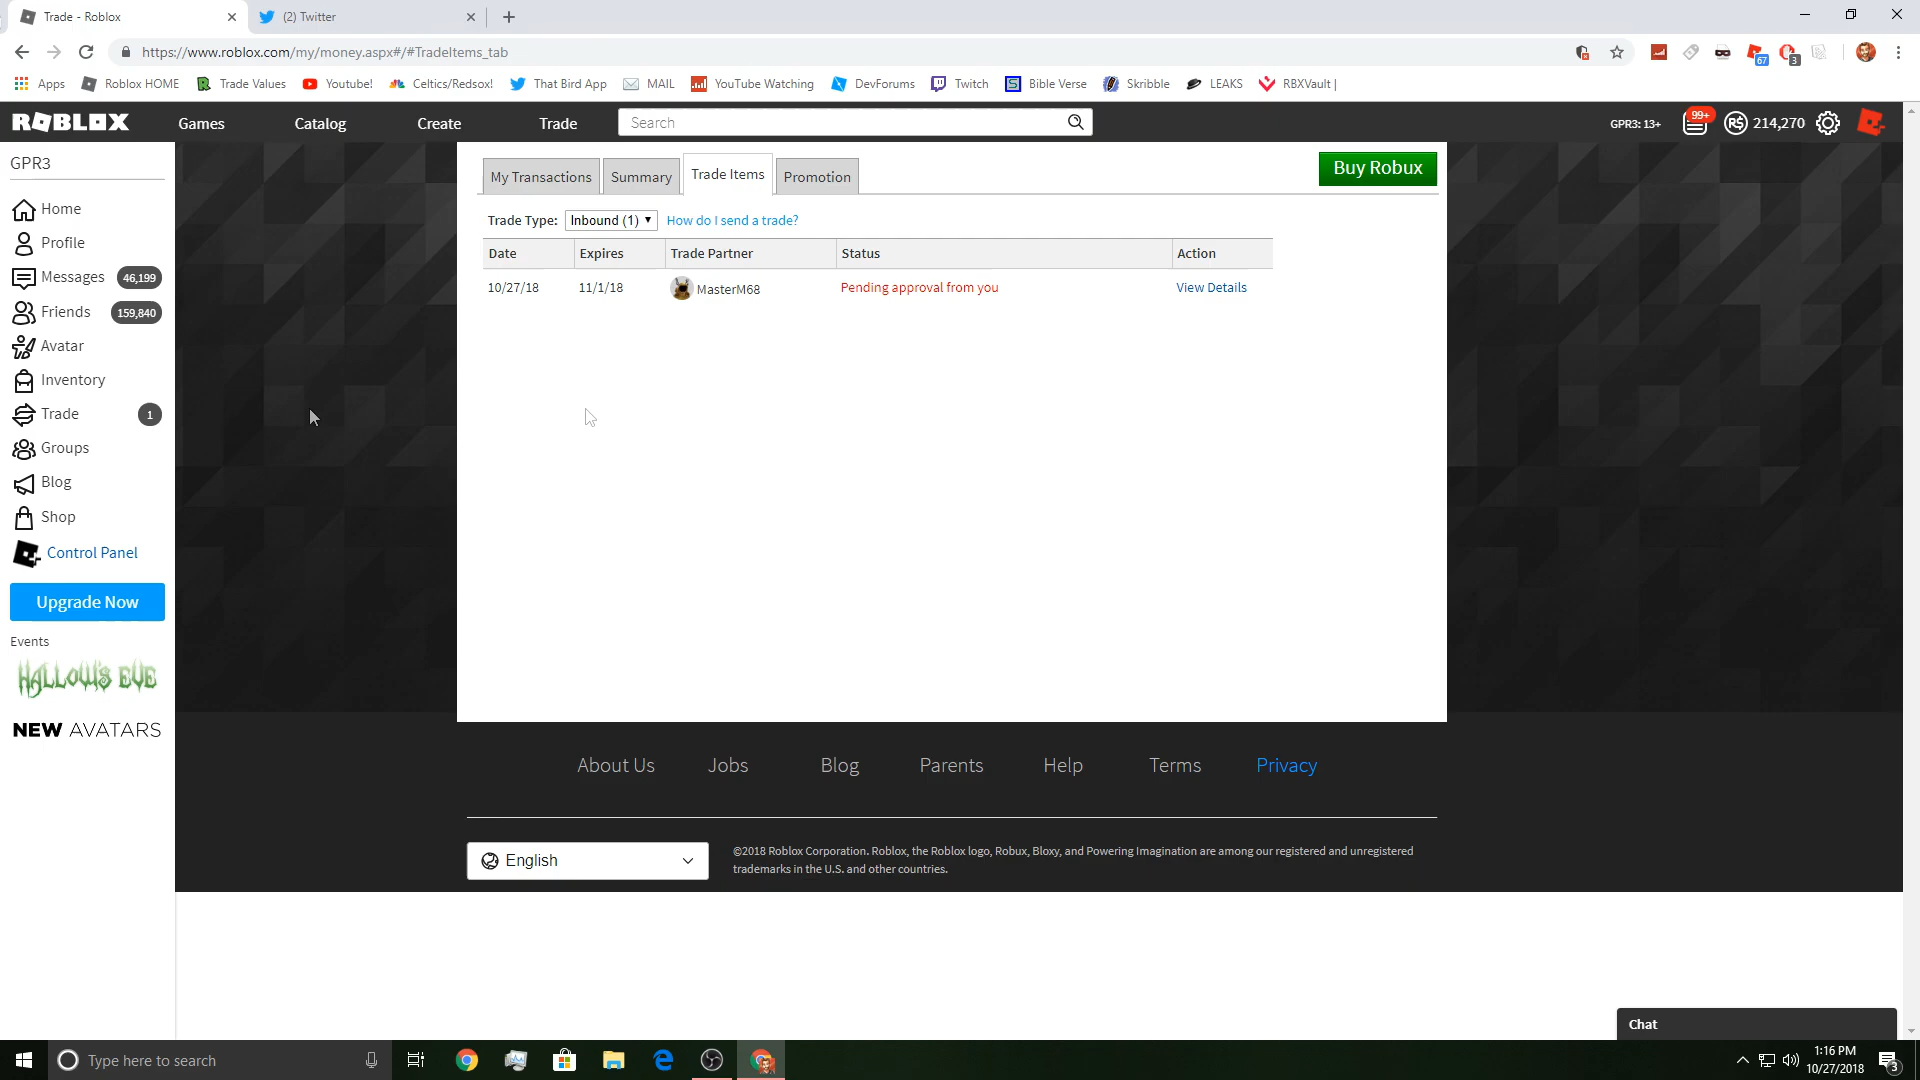 Trade - Roblox
(2) Twitter
https://www.roblox.com/my/money.aspx#/#TradeItems_tab
67
3
Apps
Roblox HOME
Trade Values
Youtube!
Celtics/Redsox!
That Bird App
MAIL
YouTube Watching
DevForums
Twitch
Bible Verse
Skribble
LEAKS
RBXVault |
ROBLOX
Games
Catalog
Create
Trade
Search
GPR3: 13+
99+
R$
214,270
GPR3
Home
Profile
Messages 46,199
Friends 159,840
Avatar
Inventory
Trade 1
Groups
Blog
Shop
Control Panel
Upgrade Now
Events
HALLOW'S EVE
NEW AVATARS
My Transactions
Summary
Trade Items
Promotion
Buy Robux
Trade Type: Inbound (1) How do I send a trade?
Date Expires Trade Partner Status Action
10/27/18 11/1/18 MasterM68 Pending approval from you View Details
About Us Jobs Blog Parents Help Terms Privacy
English
©2018 Roblox Corporation. Roblox, the Roblox logo, Robux, Bloxy, and Powering Imagination are among our registered and unregistered
trademarks in the U.S. and other countries.
Chat
Type here to search
1:16 PM
10/27/2018
3